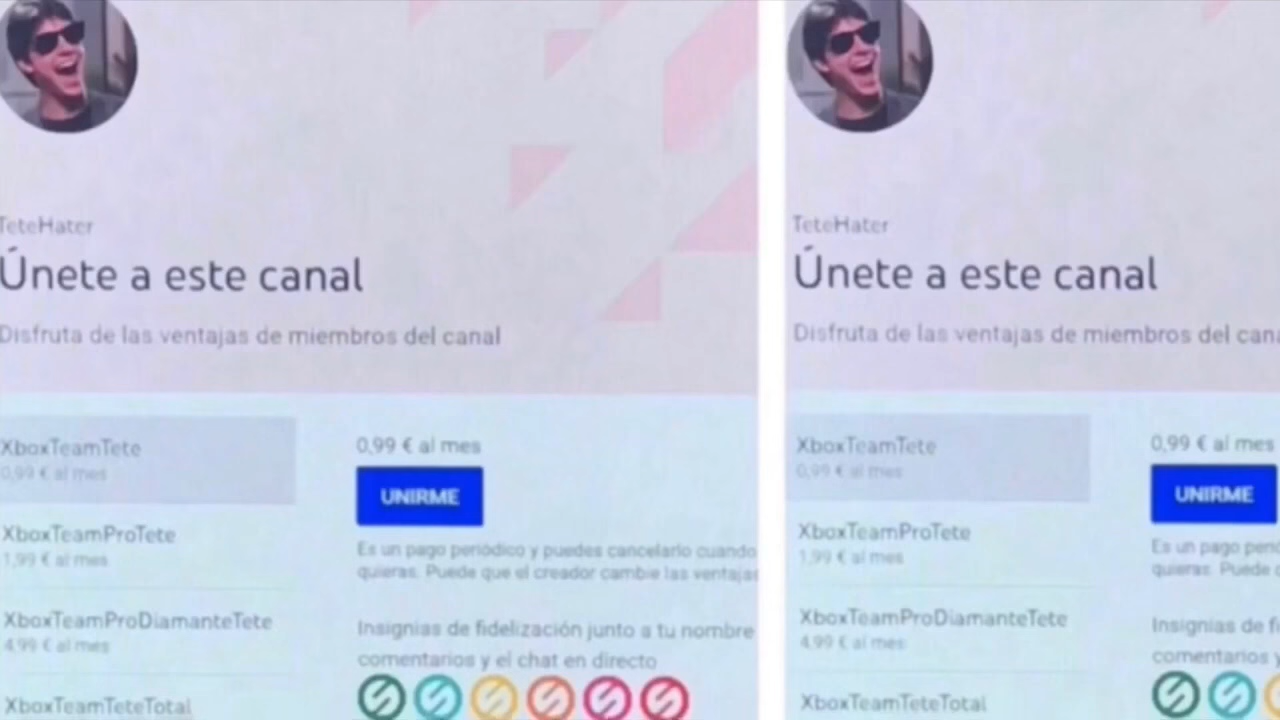 TeteHater
Únete a este canal
Disfruta de las ventajas de miembros del canal
XboxTeamTete
0,99 € al mes
XboxTeamProTete
1,99 € al mes
XboxTeamProDiamanteTete
4,99 € al mes
XboxTeamTeteTotal
0,99 € al mes
UNIRME
Es un pago periódico y puedes cancelarlo cuando
quieras. Puede que el creador cambie las ventajas
Insignias de fidelización junto a tu nombre
comentarios y el chat en directo
TeteHater
Únete a este canal
Disfruta de las ventajas de miembros del cana
XboxTeamTete
0,99 € al mes
XboxTeamProTete
1,99 € al mes
XboxTeamProDiamanteTete
4,99 € al mes
XboxTeamTeteTotal
0,99 € al mes
UNIRME
Es un pago
quieras. Puede
Insignias de
comentarios